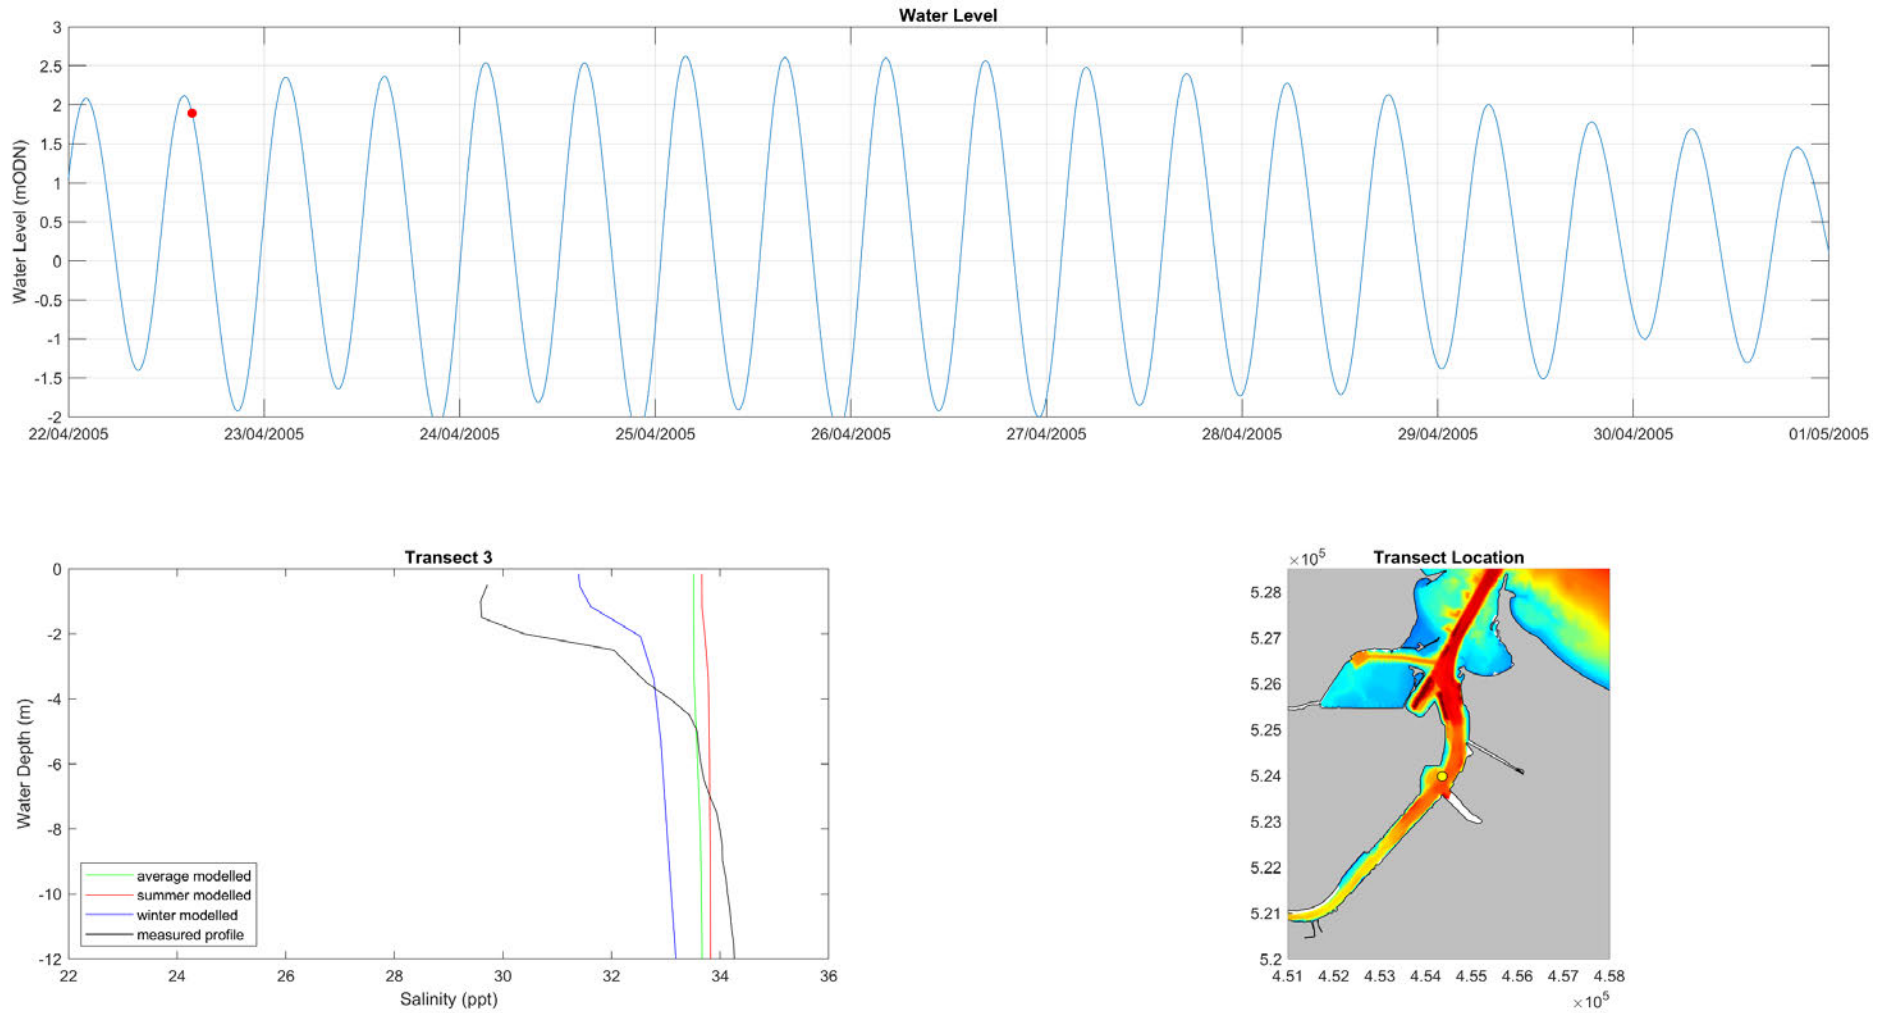 Water Level
3
2.5
2
1.5
1
0.5
0
-0.5
-1
-1.5
-2
Water Level (mODN)
22/04/2005 23/04/2005 24/04/2005 25/04/2005 26/04/2005 27/04/2005 28/04/2005 29/04/2005 30/04/2005 01/05/2005
Transect 3
0
-2
-4
-6
-8
-10
-12
Water Depth (m)
average modelled
summer modelled
winter modelled
measured profile
22 24 26 28 30 32 34 36
Salinity (ppt)
×10⁵ Transect Location
5.28
5.27
5.26
5.25
5.24
5.23
5.22
5.21
5.2
4.51 4.52 4.53 4.54 4.55 4.56 4.57 4.58
×10⁵